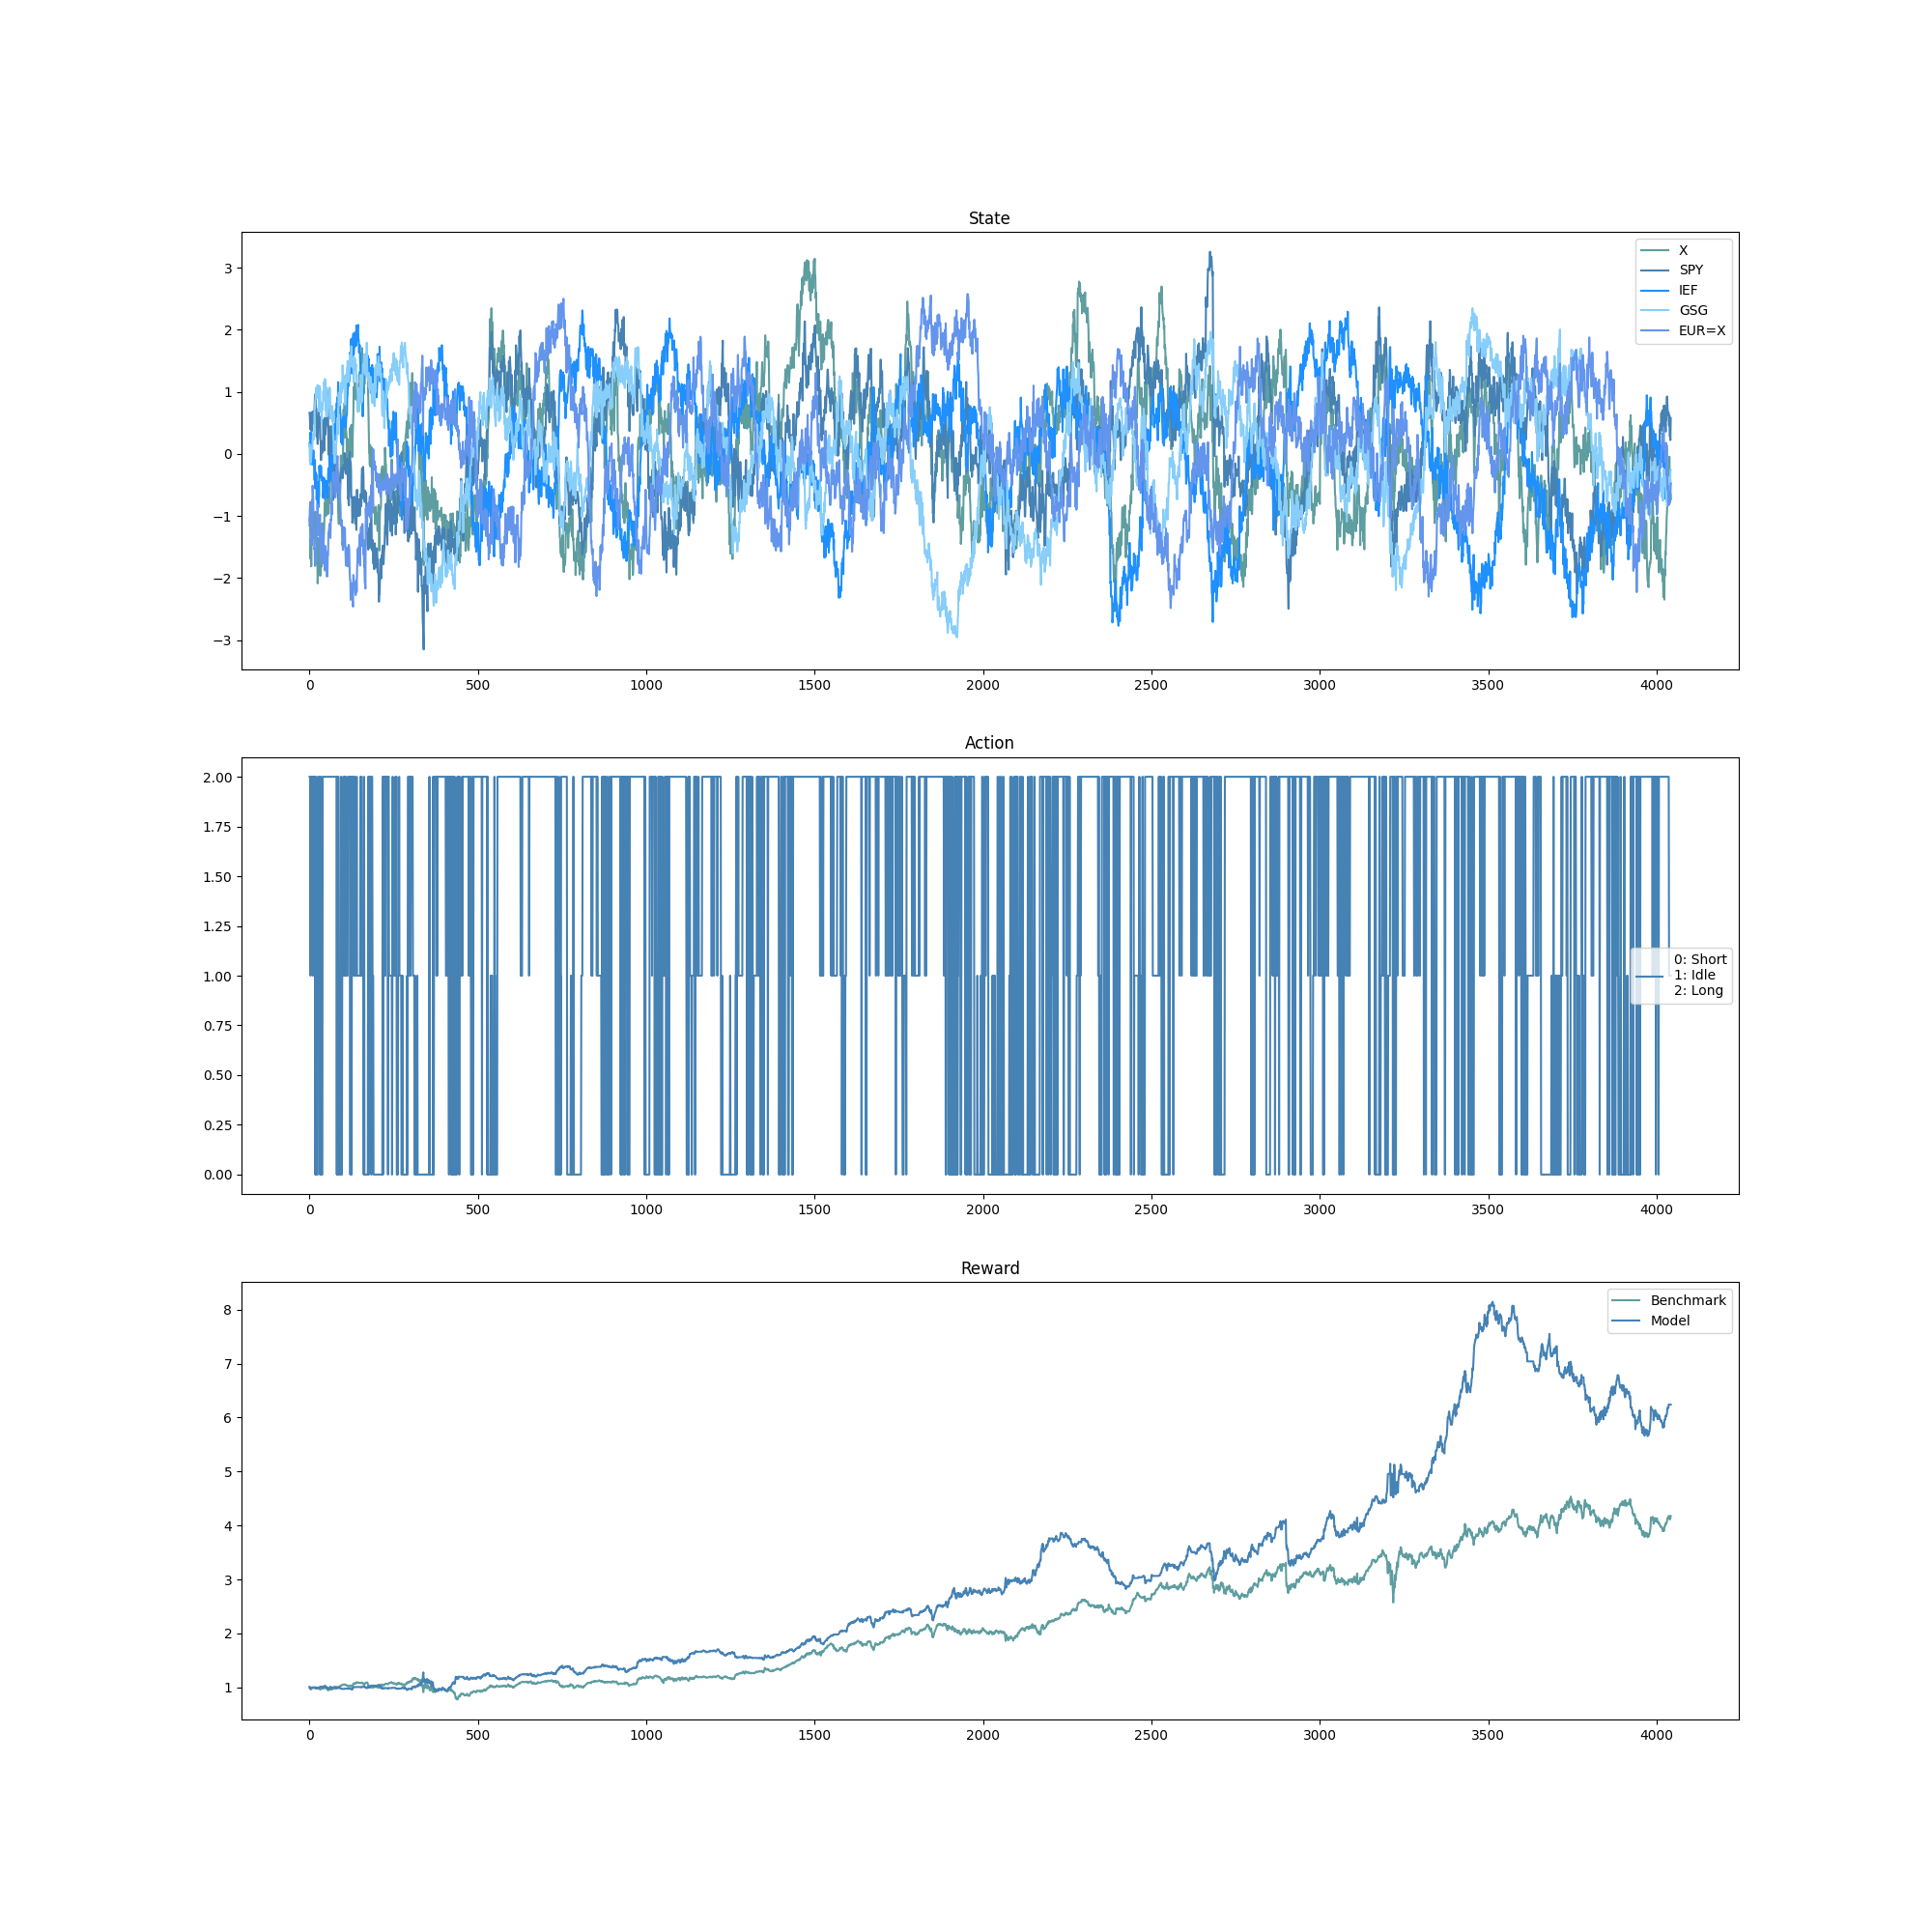 State
3
2
1
0
−1
−2
−3
X
SPY
IEF
GSG
EUR=X
0 500 1000 1500 2000 2500 3000 3500 4000
Action
2.00
1.75
1.50
1.25
1.00
0.75
0.50
0.25
0.00
0: Short
1: Idle
2: Long
0 500 1000 1500 2000 2500 3000 3500 4000
Reward
8
7
6
5
4
3
2
1
Benchmark
Model
0 500 1000 1500 2000 2500 3000 3500 4000